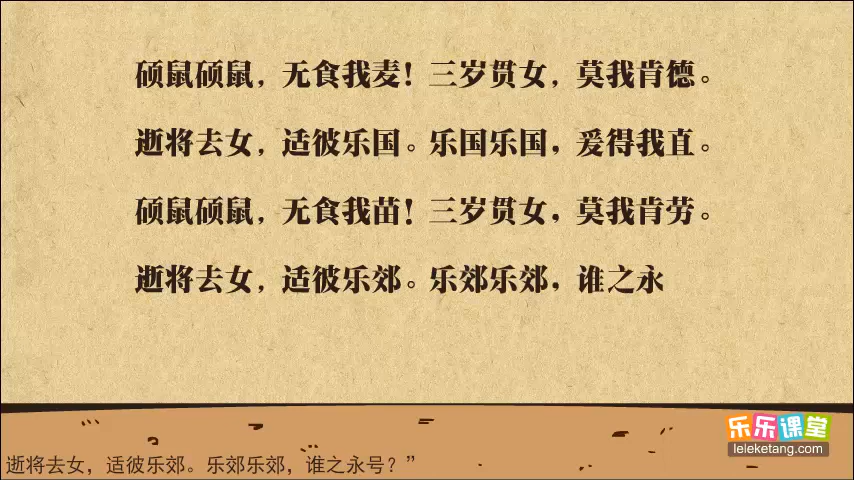 硕鼠硕鼠，无食我麦！三岁贯女，莫我肯德。
逝将去女，适彼乐国。乐国乐国，爰得我直。
硕鼠硕鼠，无食我苗！三岁贯女，莫我肯劳。
逝将去女，适彼乐郊。乐郊乐郊，谁之永
乐乐课堂
leleketang.com
逝将去女，适彼乐郊。乐郊乐郊，谁之永号？”